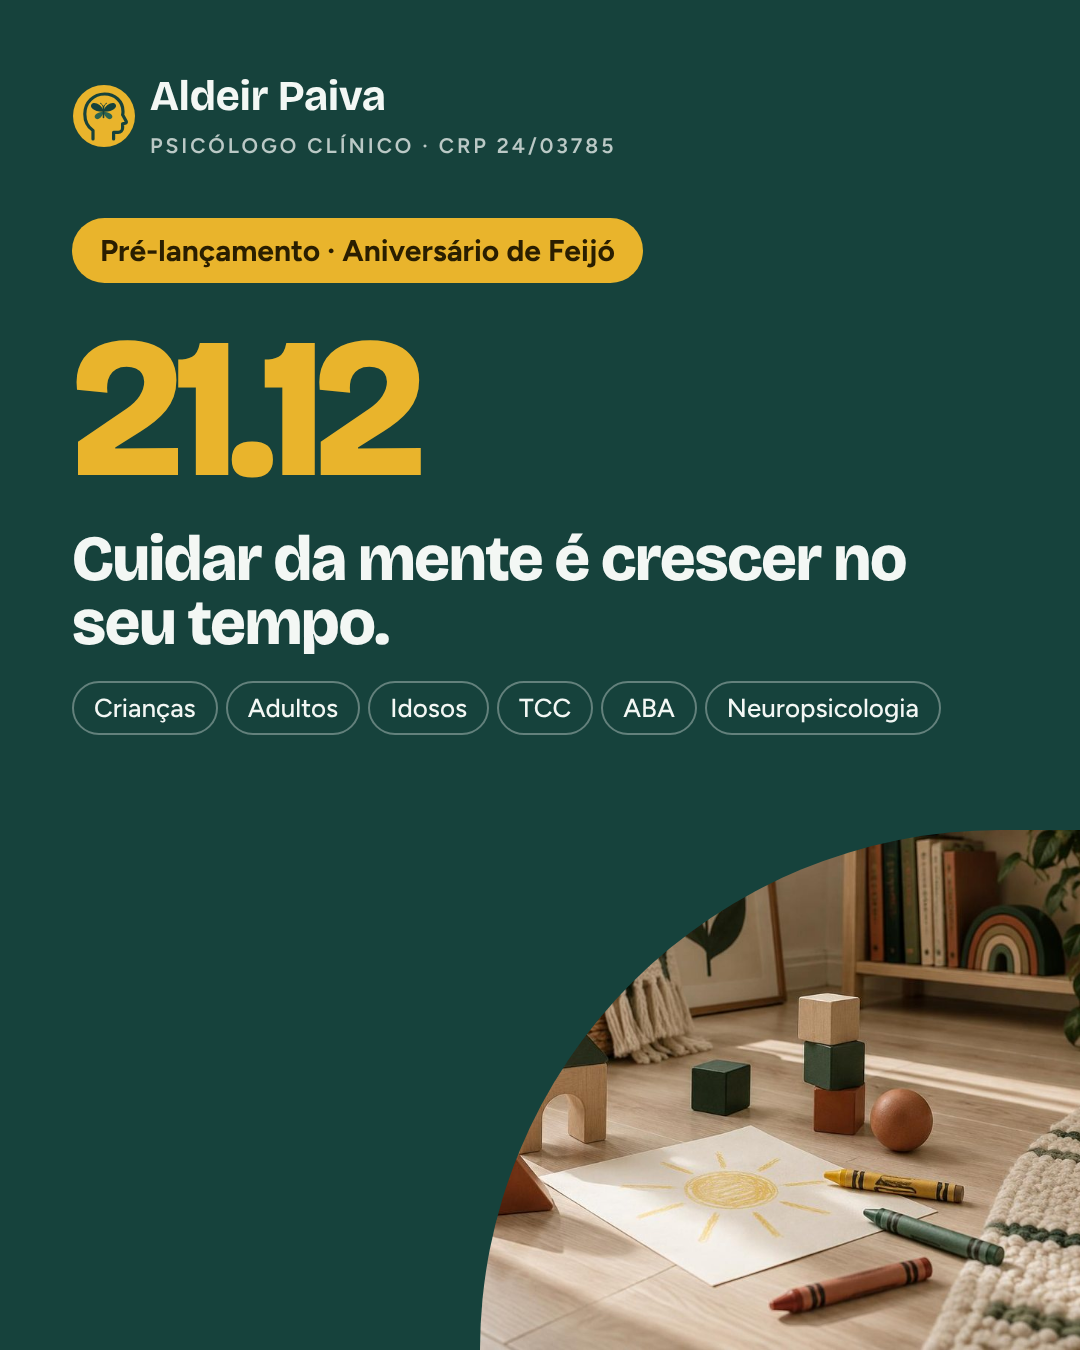 Aldeir Paiva
PSICÓLOGO CLÍNICO · CRP 24/03785
Pré-lançamento · Aniversário de Feijó
21.12
Cuidar da mente é crescer no
seu tempo.
Crianças Adultos Idosos TCC ABA Neuropsicologia